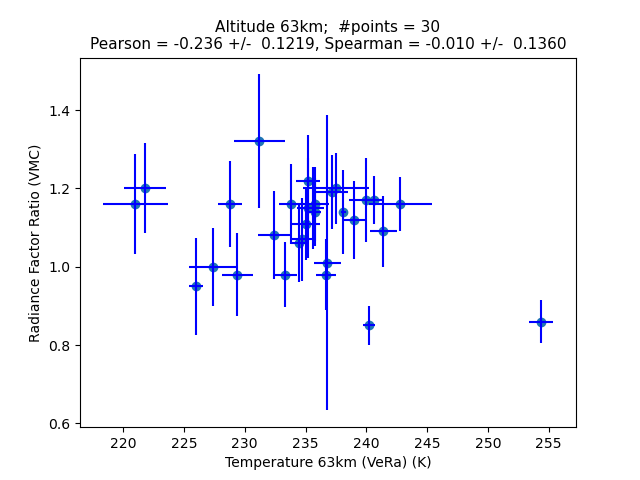 Altitude 63km;  #points = 30
Pearson = -0.236 +/-  0.1219, Spearman = -0.010 +/-  0.1360
Radiance Factor Ratio (VMC)
1.4
1.2
1.0
0.8
0.6
220 225 230 235 240 245 250 255
Temperature 63km (VeRa) (K)